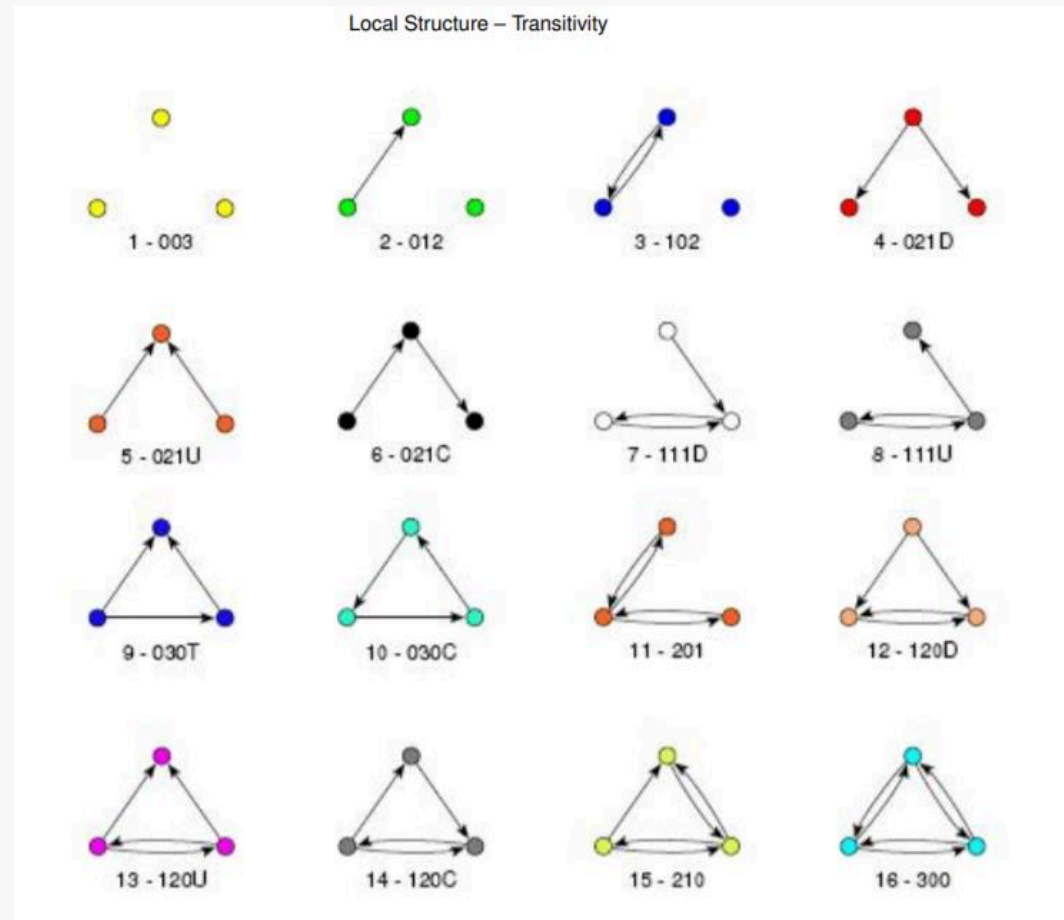 Local Structure – Transitivity
1 - 003
2 - 012
3 - 102
4 - 021D
5 - 021U
6 - 021C
7 - 111D
8 - 111U
9 - 030T
10 - 030C
11 - 201
12 - 120D
13 - 120U
14 - 120C
15 - 210
16 - 300